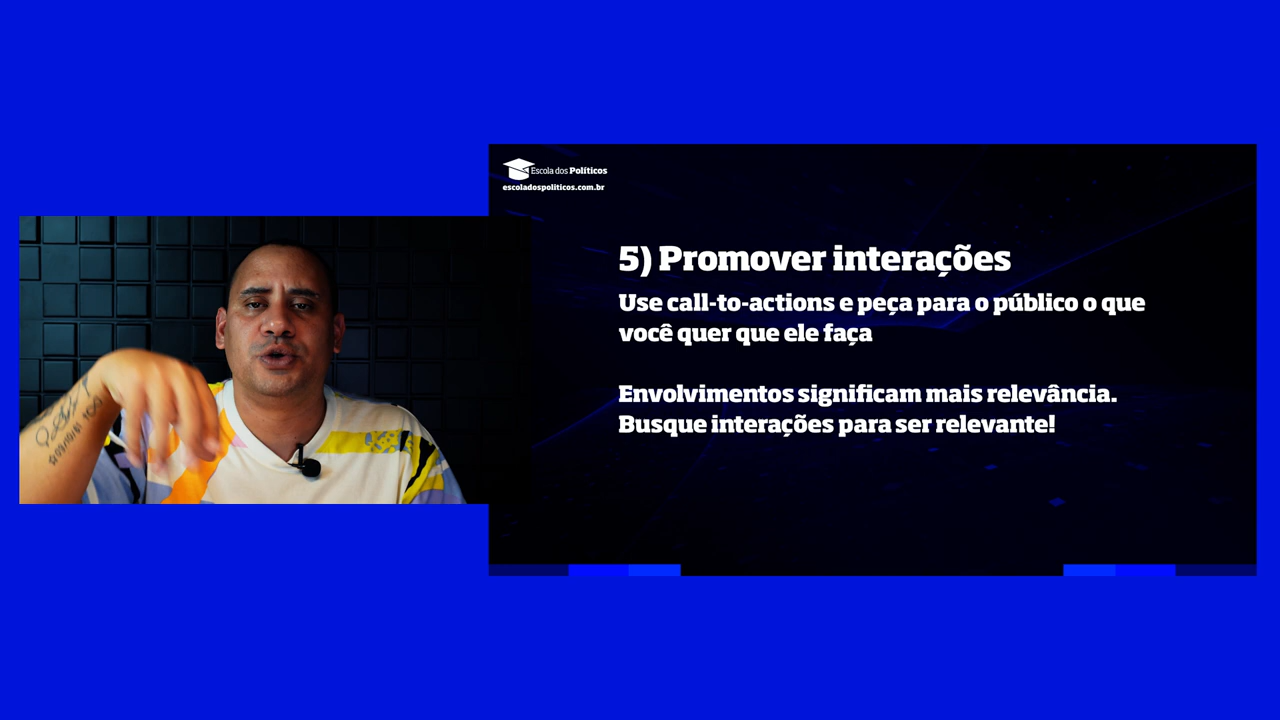 Escola dos Políticos
escoladospoliticos.com.br
5) Promover interações
Use call-to-actions e peça para o público o que
você quer que ele faça
Envolvimentos significam mais relevância.
Busque interações para ser relevante!